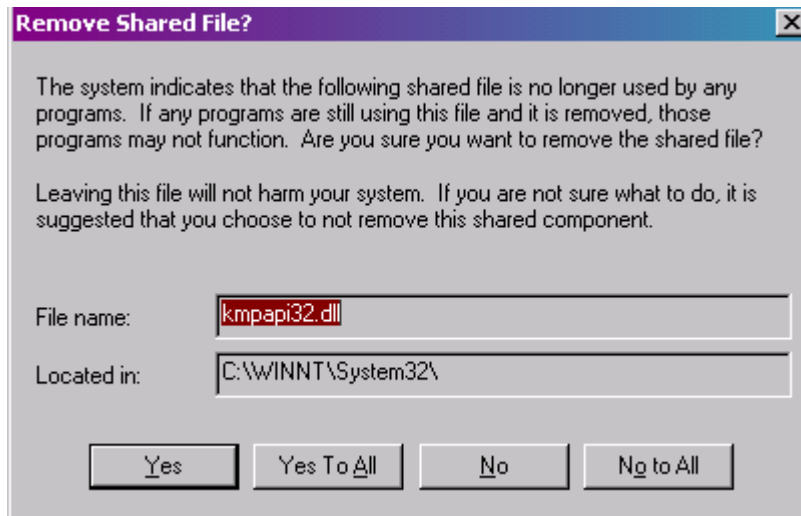 Remove Shared File?
The system indicates that the following shared file is no longer used by any
programs.  If any programs are still using this file and it is removed, those
programs may not function.  Are you sure you want to remove the shared file?
Leaving this file will not harm your system.  If you are not sure what to do, it is
suggested that you choose to not remove this shared component.
File name: kmpapi32.dll
Located in: C:\WINNT\System32\
Yes Yes To All No No to All